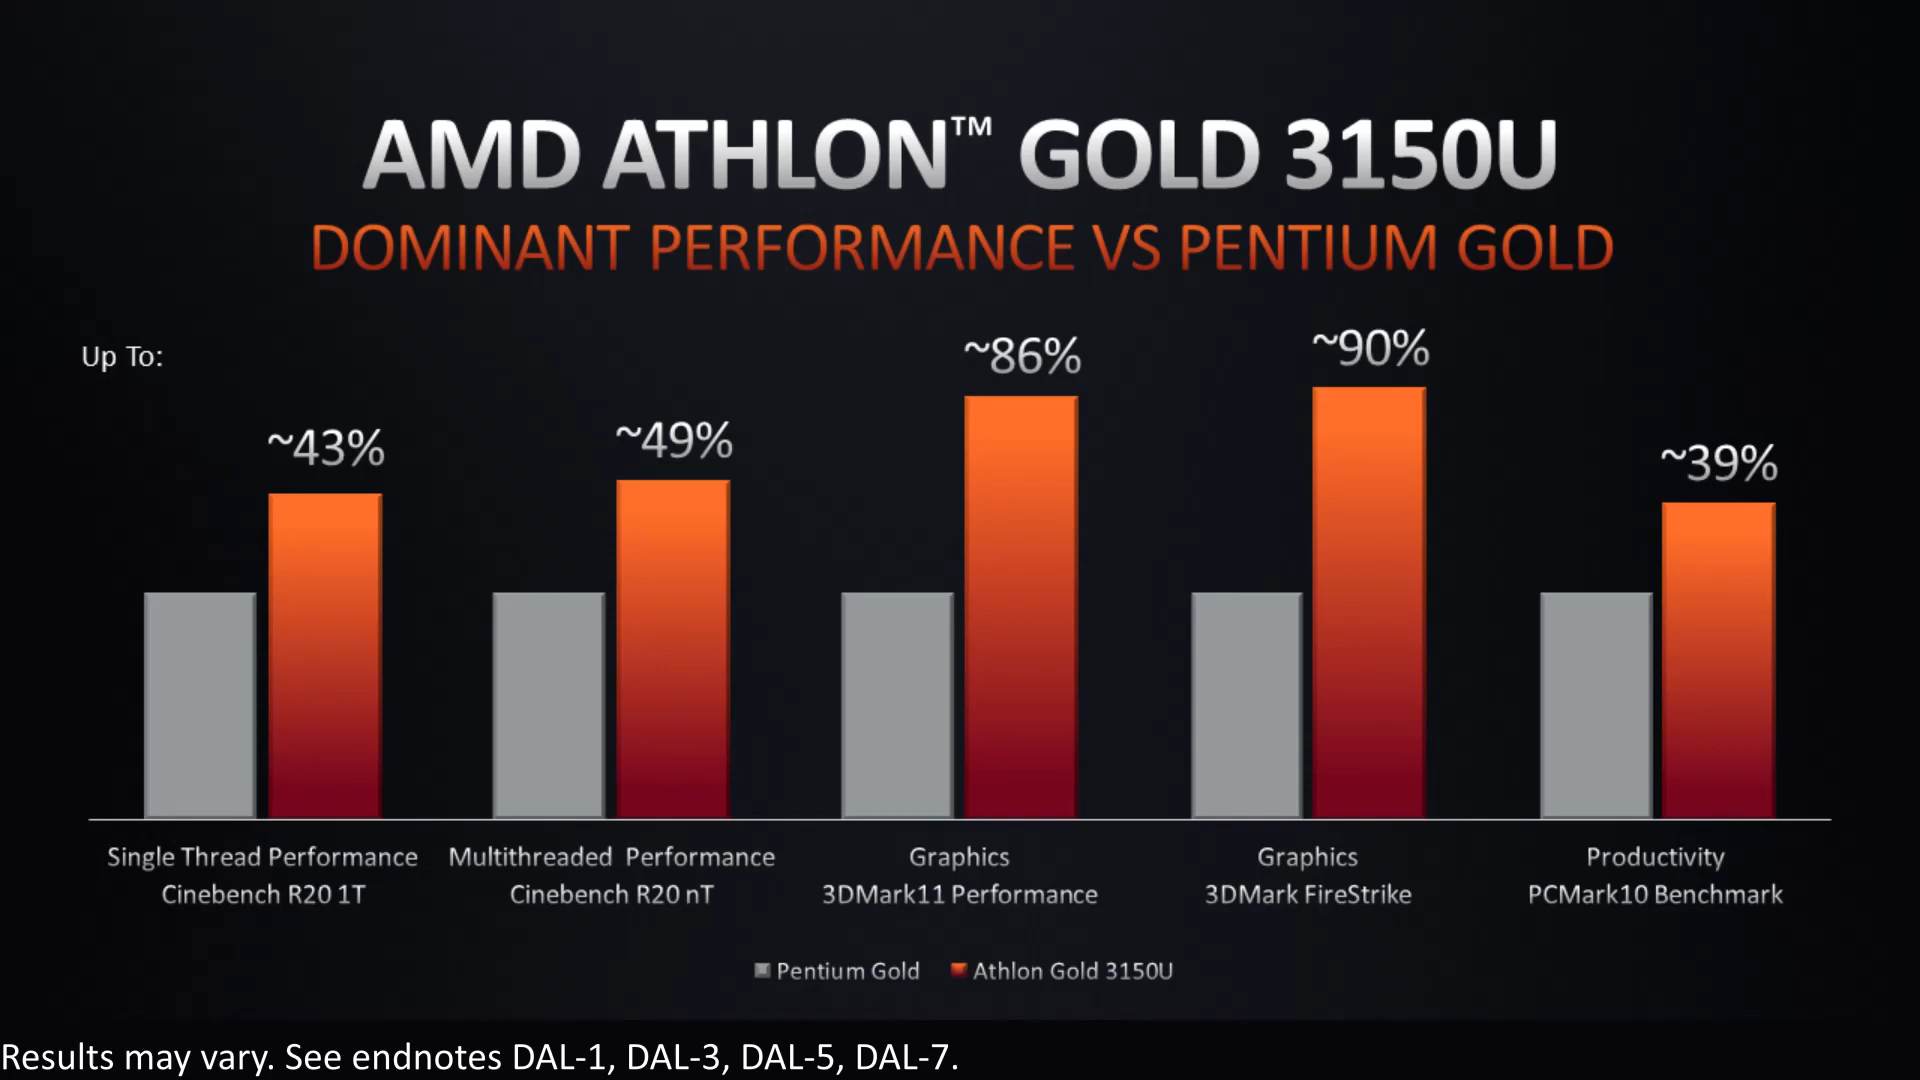 AMD ATHLON™ GOLD 3150U
DOMINANT PERFORMANCE VS PENTIUM GOLD
Up To:
~43%
~49%
~86%
~90%
~39%
Single Thread Performance
Cinebench R20 1T
Multithreaded Performance
Cinebench R20 nT
Graphics
3DMark11 Performance
Graphics
3DMark FireStrike
Productivity
PCMark10 Benchmark
Pentium Gold
Athlon Gold 3150U
Results may vary. See endnotes DAL-1, DAL-3, DAL-5, DAL-7.